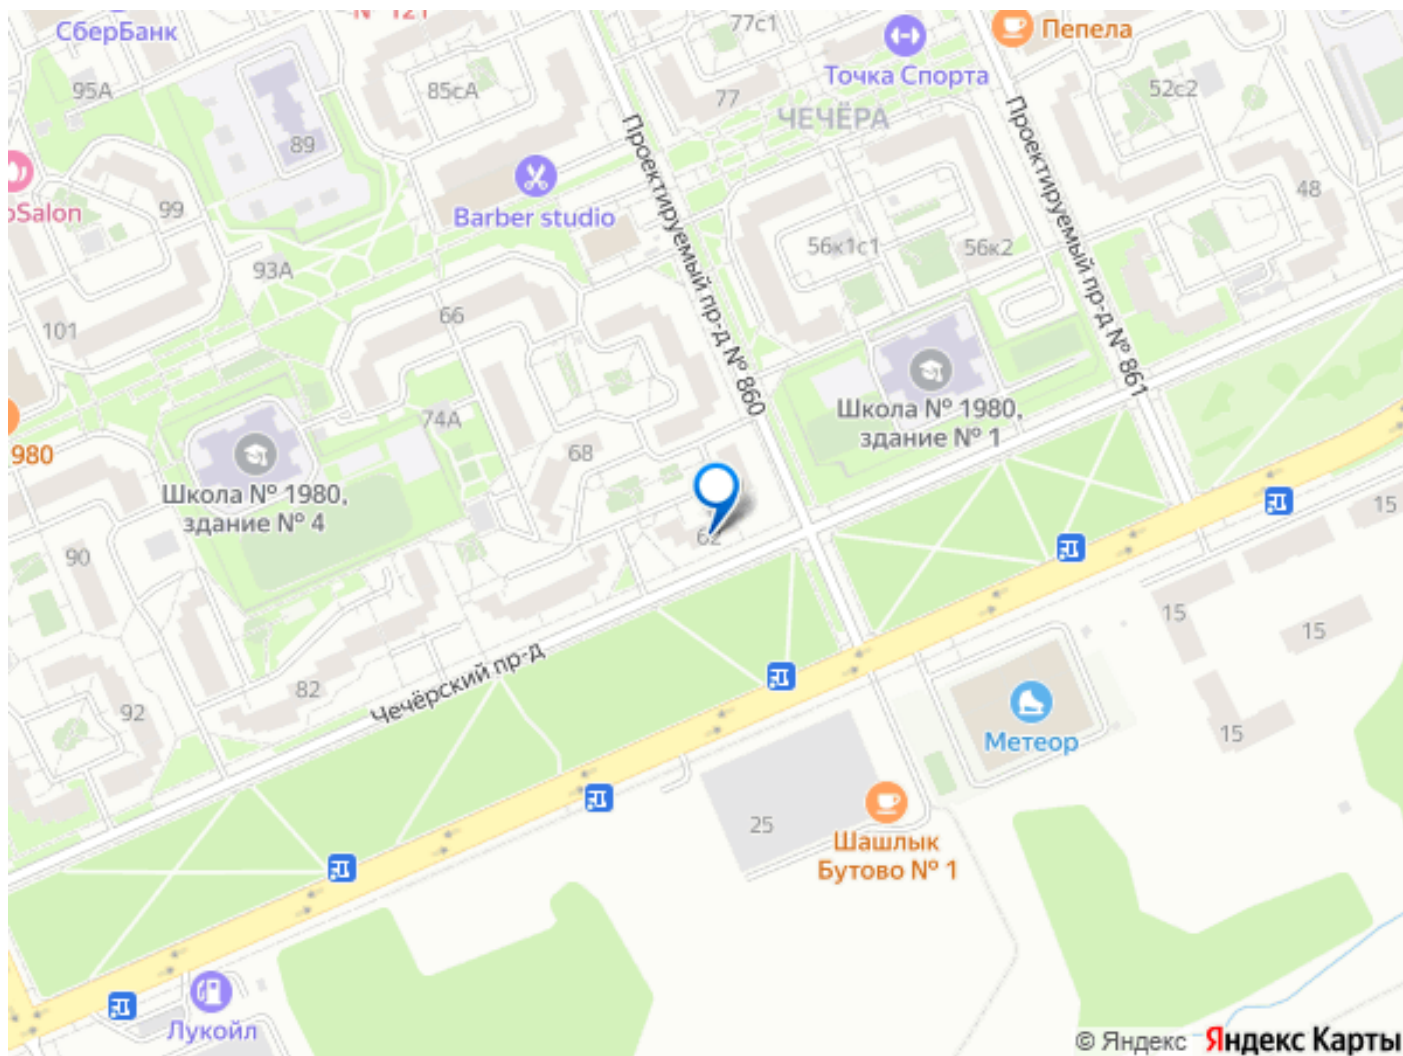 СберБанк
№ 121
77с1
Пепела
Точка Спорта
95А
85сА
77
52с2
ЧЕЧЁРА
89
Проектируемый пр-д № 860
Проектируемый пр-д № 861
99
oSalon
Barber studio
48
56к1с1
56к2
93А
66
101
Школа № 1980,
здание № 1
74А
68
980
Школа № 1980,
здание № 4
15
62
90
15
15
Чечёрский пр-д
82
92
15
Метеор
25
Шашлык
Бутово № 1
Лукойл
© Яндекс Яндекс Карты